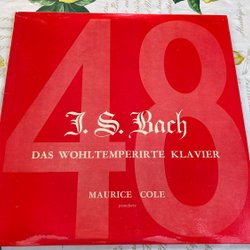 48
J. S. Bach
DAS WOHLTEMPERIRTE KLAVIER
MAURICE COLE
pianoforte